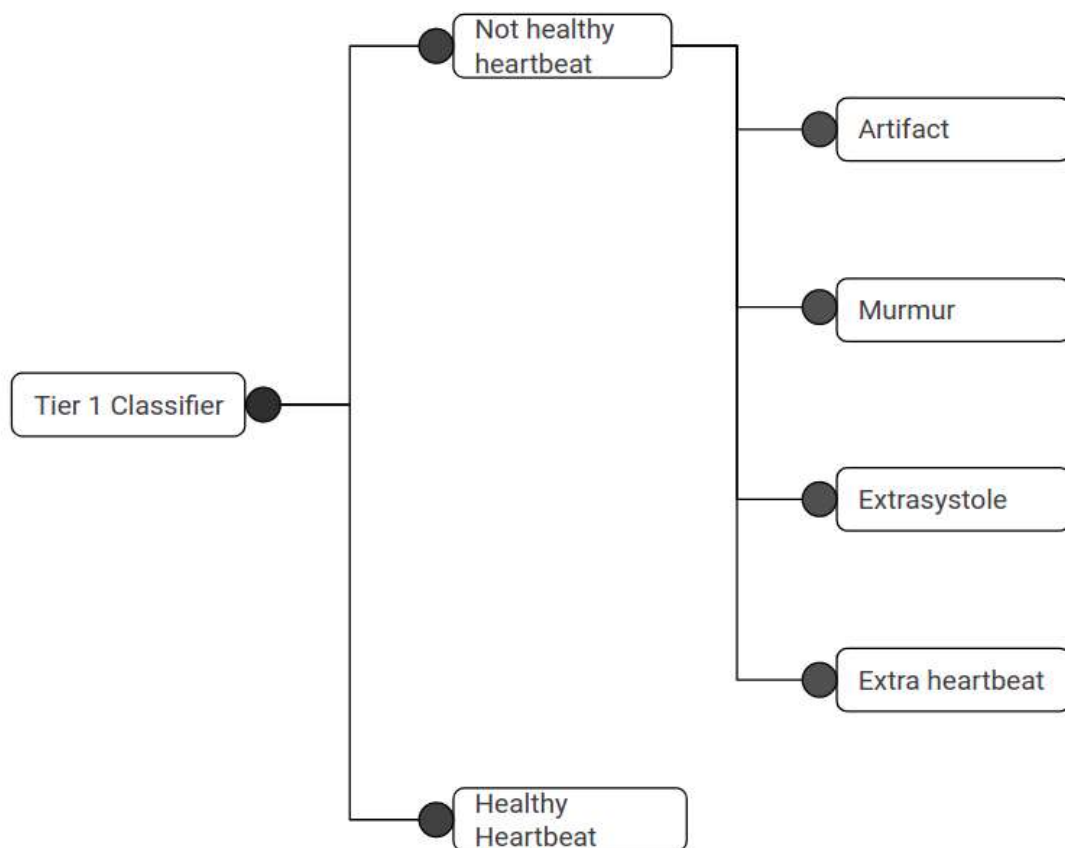 Not healthy
heartbeat
Artifact
Murmur
Tier 1 Classifier
Extrasystole
Extra heartbeat
Healthy
Heartbeat